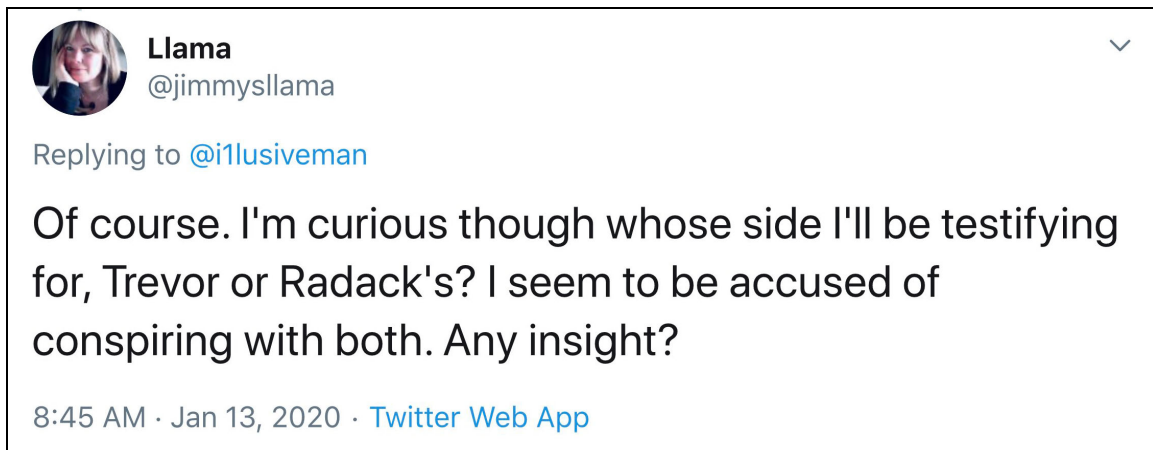 Llama
@jimmysllama
Replying to @i1lusiveman
Of course. I'm curious though whose side I'll be testifying
for, Trevor or Radack's? I seem to be accused of
conspiring with both. Any insight?
8:45 AM · Jan 13, 2020 · Twitter Web App